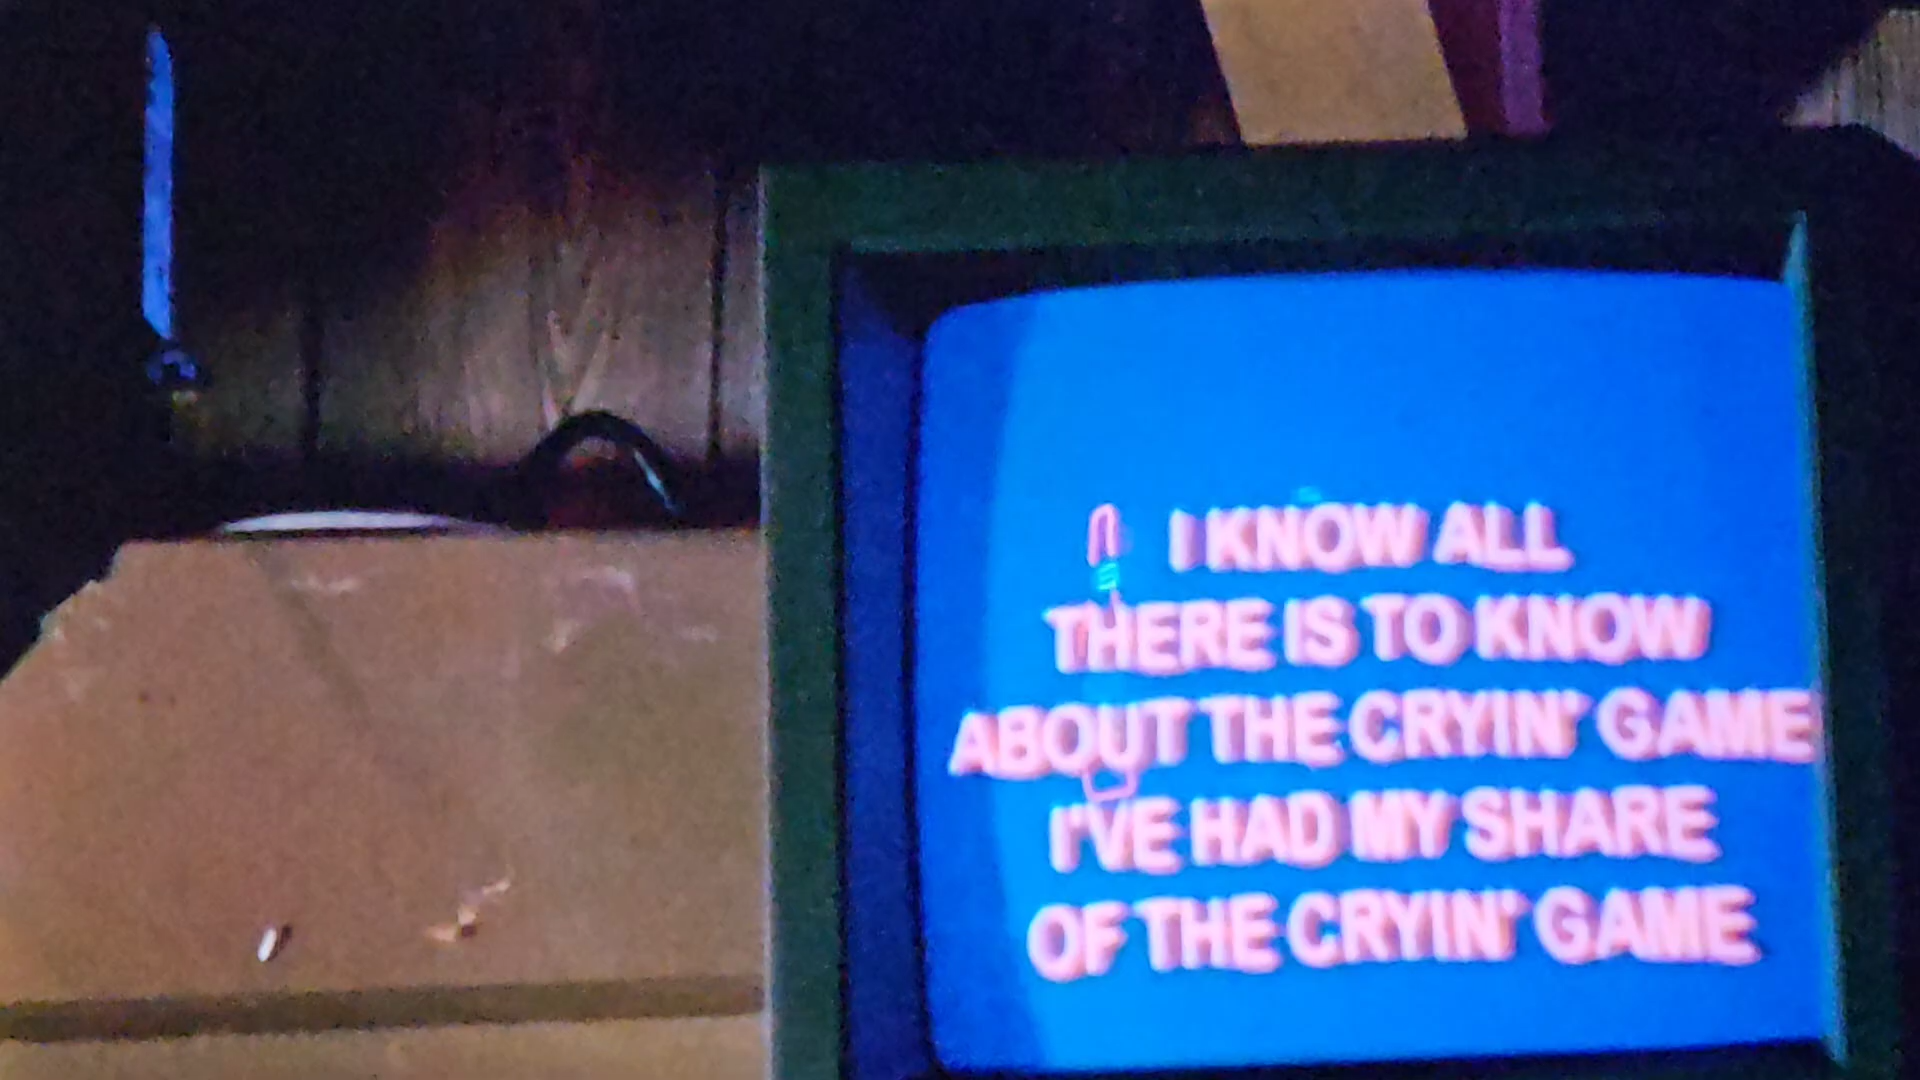 I KNOW ALL
THERE IS TO KNOW
ABOUT THE CRYIN' GAME
I'VE HAD MY SHARE
OF THE CRYIN' GAME